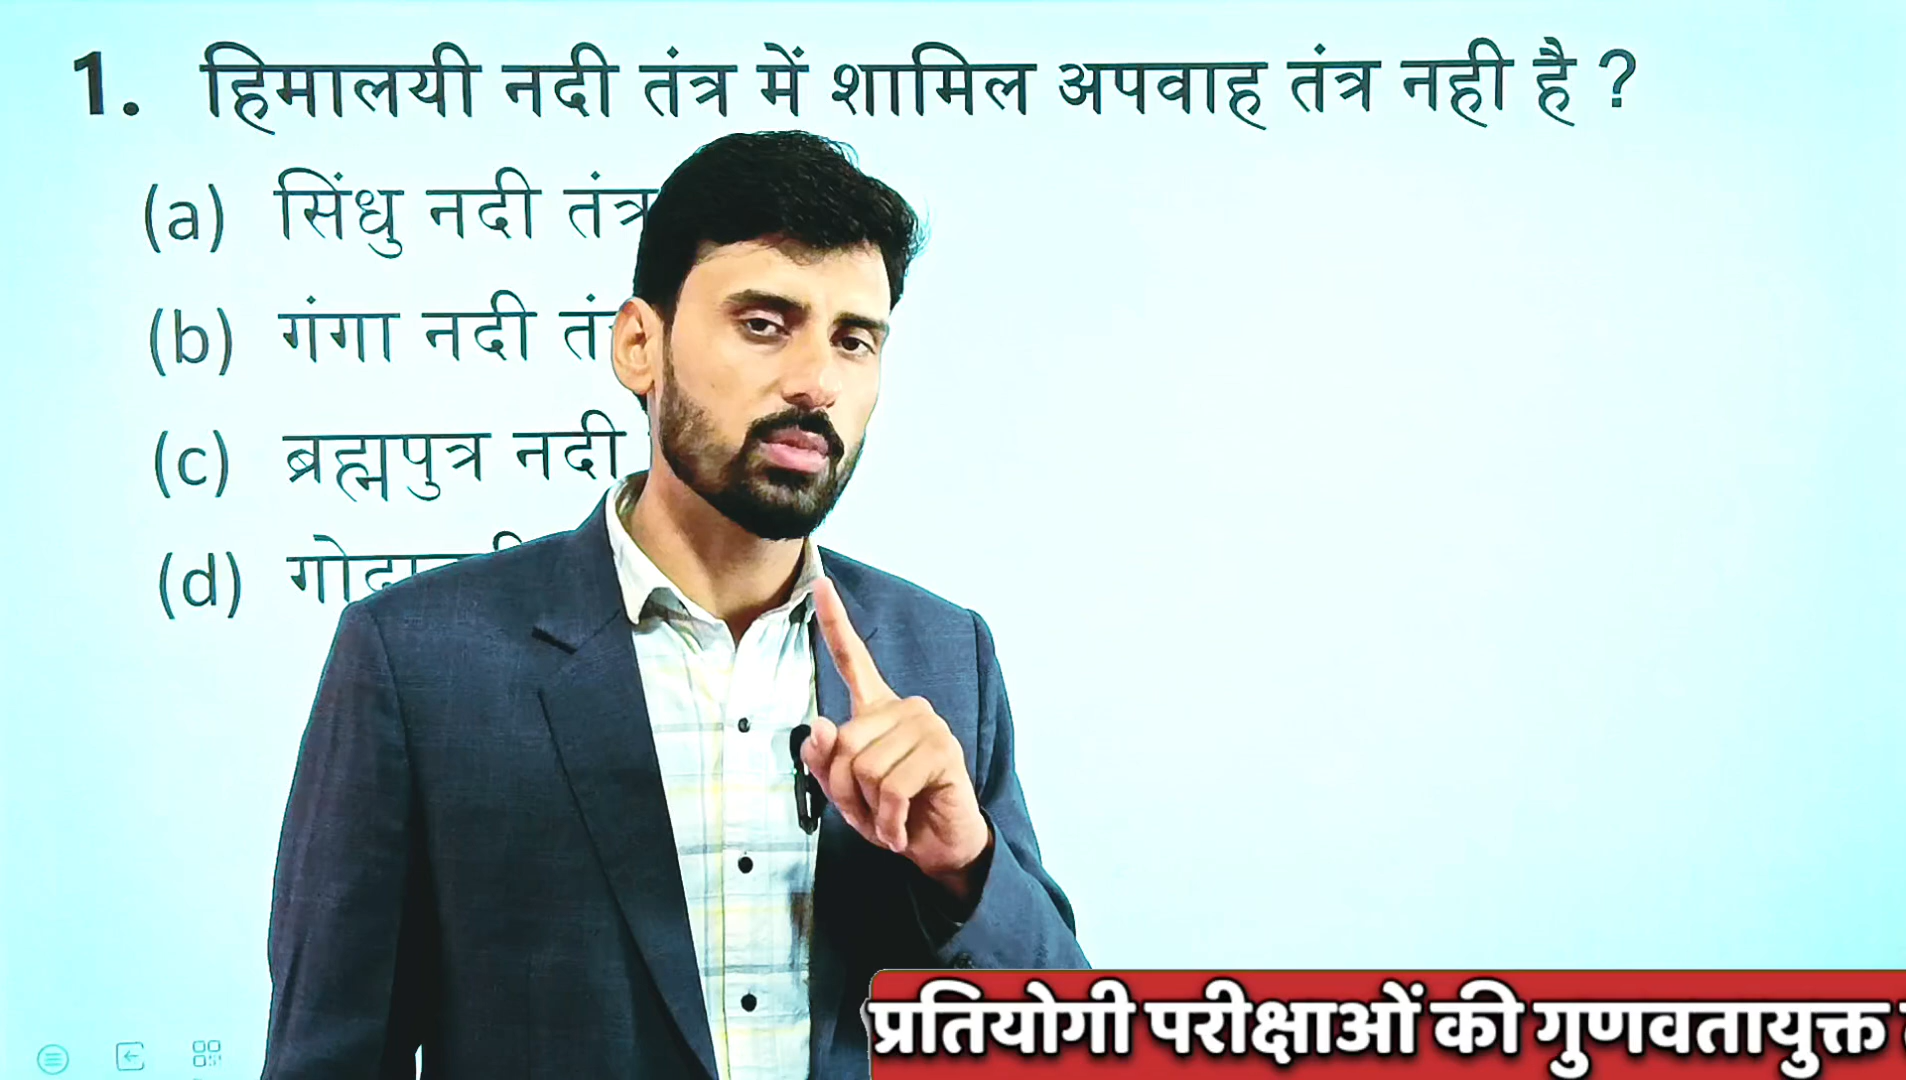 1. हिमालयी नदी तंत्र में शामिल अपवाह तंत्र नही है ?
(a) सिंधु नदी तंत्र
(b) गंगा नदी
(c) ब्रह्मपुत्र नदी
(d)
प्रतियोगी परीक्षाओं की गुणवतायुक्त